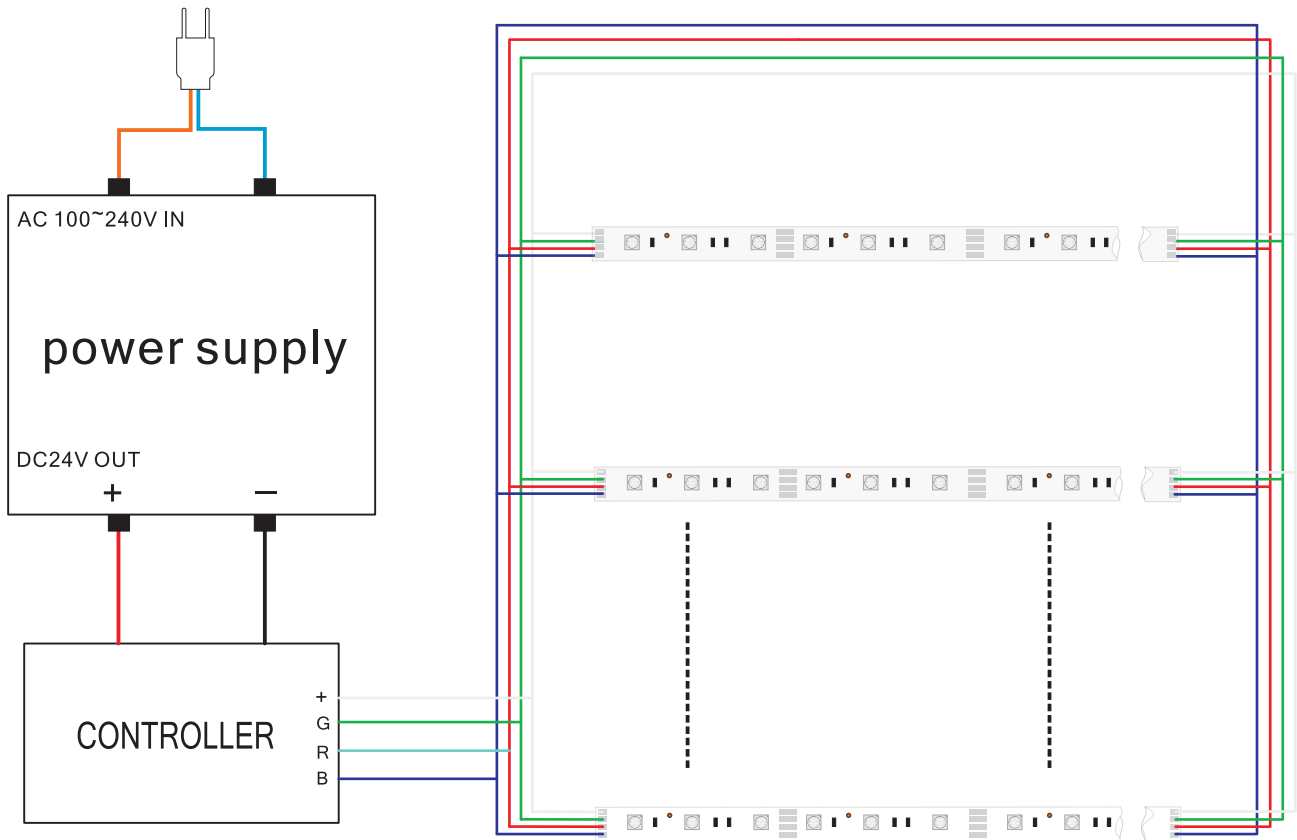 AC 100~240V IN
power supply
DC24V OUT
+ —
CONTROLLER
+
G
R
B